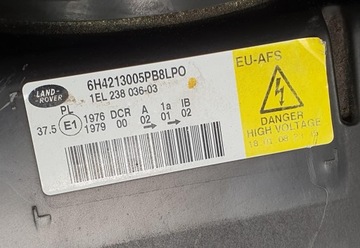 LAND-
ROVER
6H4213005PB8LPO
1EL 238 036-03
PL
37.5 E1 1976 DCR A 1a IB
1979 00 02 01 02
EU-AFS
DANGER
HIGH VOLTAGE